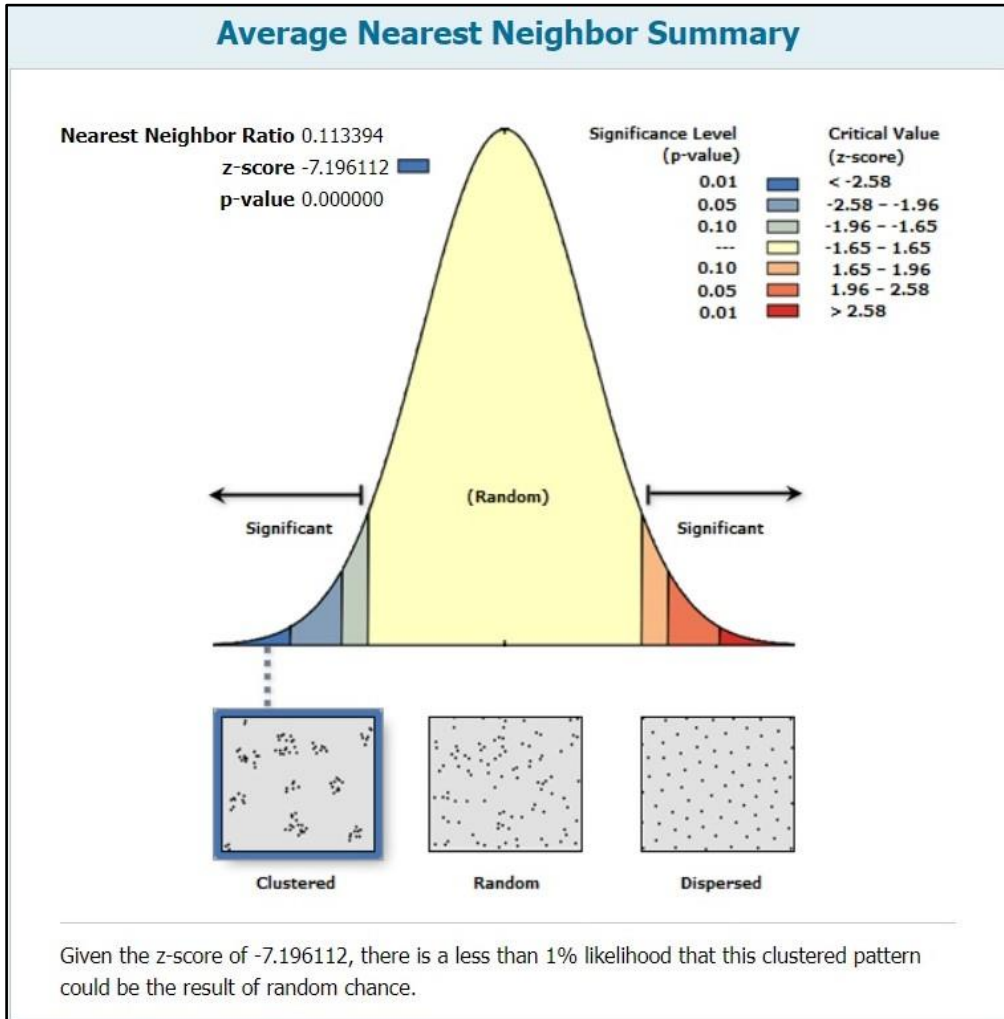 Average Nearest Neighbor Summary
Nearest Neighbor Ratio 0.113394
z-score -7.196112
p-value 0.000000
Significance Level Critical Value
(p-value) (z-score)
0.01 < -2.58
0.05 -2.58 – -1.96
0.10 -1.96 – -1.65
--- -1.65 – 1.65
0.10 1.65 – 1.96
0.05 1.96 – 2.58
0.01 > 2.58
(Random)
Significant Significant
Clustered Random Dispersed
Given the z-score of -7.196112, there is a less than 1% likelihood that this clustered pattern
could be the result of random chance.